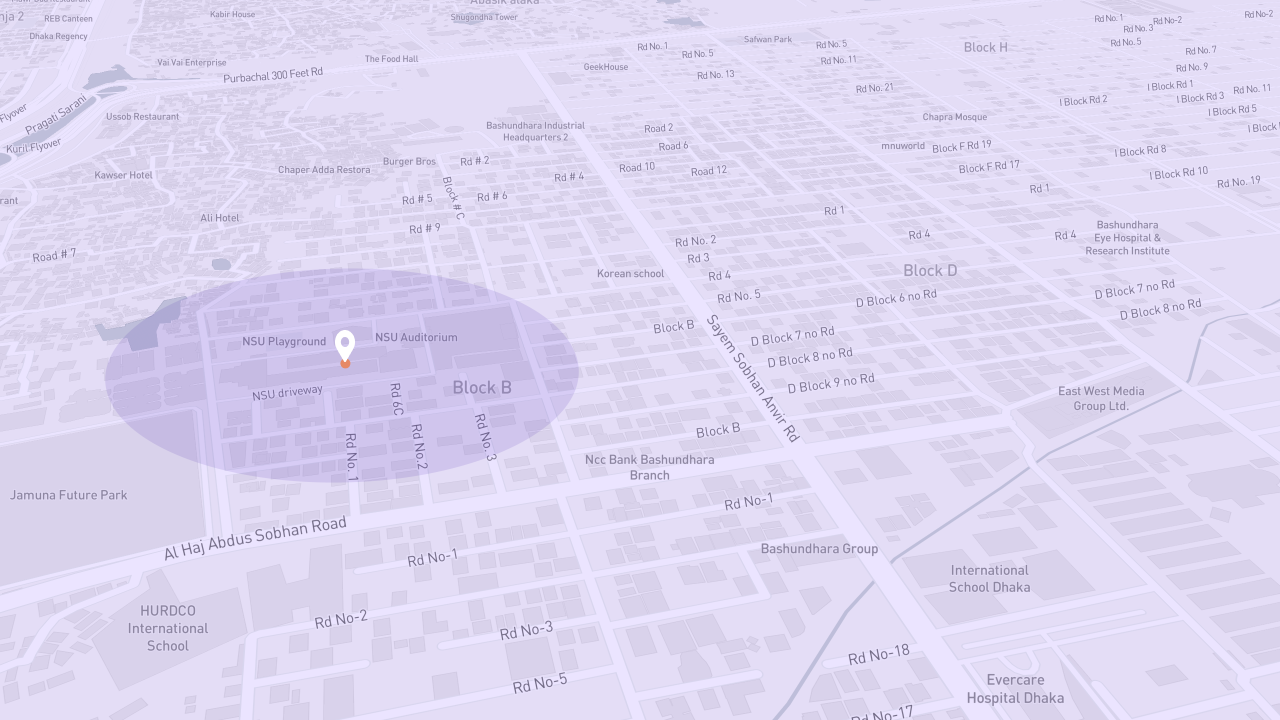 REB Canteen
Dhaka Regency
Kabir House
Shugondha Tower
Rd No. 1
Rd No-2
Rd No. 3
Rd No-2
Rd No. 5
Safwan Park
Rd No. 5
Block H
Rd No. 1
Rd No. 5
Rd No. 7
Vai Vai Enterprise
The Food Hall
GeekHouse
Rd No. 11
Rd No. 9
Purbachal 300 Feet Rd
Rd No. 13
Rd No. 21
I Block Rd 1
Rd No. 11
I Block Rd 2
I Block Rd 3
I Block Rd 5
Flyover
Pragati Sarani
Ussob Restaurant
Chapra Mosque
Bashundhara Industrial
Headquarters 2
Road 2
Kuril Flyover
Road 6
mnuworld
Block F Rd 19
I Block Rd 8
Burger Bros
Rd # 2
Chaper Adda Restora
Road 10
Road 12
Block F Rd 17
Kawser Hotel
Rd # 4
I Block Rd 10
Rd No. 19
Rd 1
Block # C
Rd # 5
Rd # 6
Ali Hotel
Rd # 9
Rd 1
Bashundhara
Eye Hospital &
Research Institute
Rd No. 2
Rd 4
Rd 4
Road # 7
Rd 3
Korean school
Rd 4
Block D
Rd No. 5
D Block 6 no Rd
D Block 7 no Rd
D Block 8 no Rd
Block B
NSU Playground
NSU Auditorium
Sayem Sobhan Anvir Rd
D Block 7 no Rd
D Block 8 no Rd
D Block 9 no Rd
NSU driveway
Block B
Rd 6C
East West Media
Group Ltd.
Rd No. 1
Rd No.2
Rd No. 3
Block B
Ncc Bank Bashundhara
Branch
Jamuna Future Park
Rd No-1
Al Haj Abdus Sobhan Road
Rd No-1
Bashundhara Group
International
School Dhaka
HURDCO
International
School
Rd No-2
Rd No-3
Rd No-18
Rd No-5
Evercare
Hospital Dhaka
Rd No-17